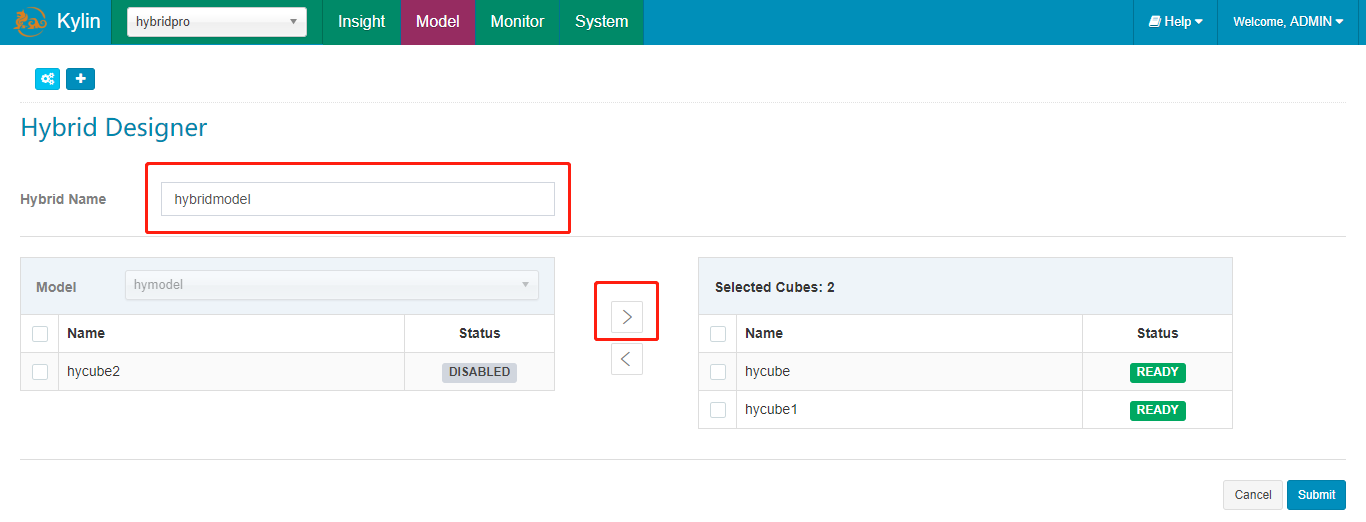 Kylin hybridpro Insight Model Monitor System Help Welcome, ADMIN
Hybrid Designer
Hybrid Name hybridmodel
Model hymodel
Name Status
hycube2 DISABLED
Selected Cubes: 2
Name Status
hycube READY
hycube1 READY
Cancel Submit